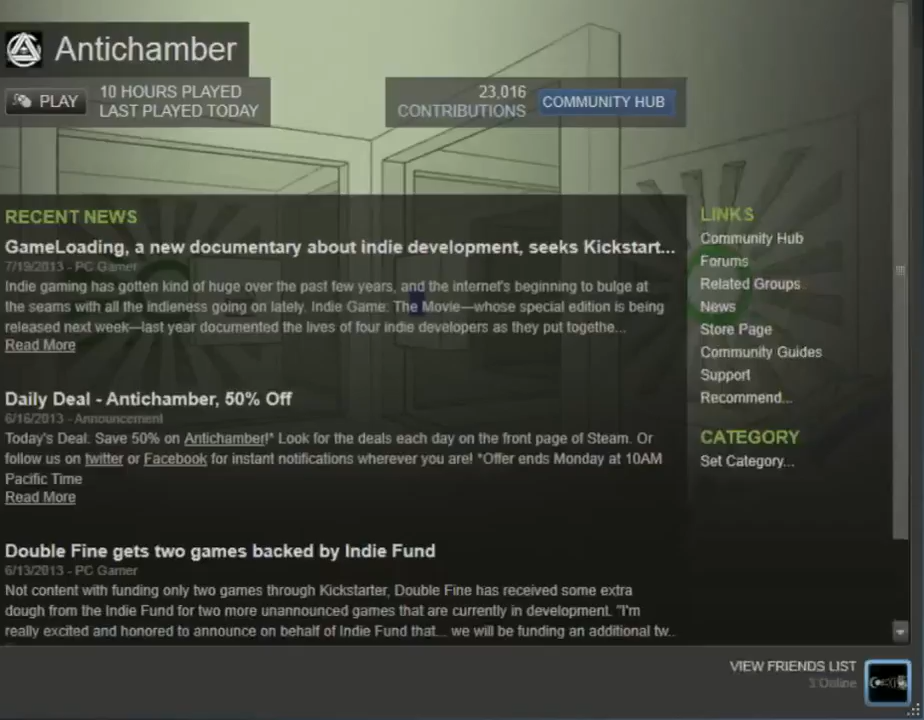 Antichamber
PLAY
10 HOURS PLAYED
LAST PLAYED TODAY
23,016
CONTRIBUTIONS
COMMUNITY HUB
RECENT NEWS
GameLoading, a new documentary about indie development, seeks Kickstart...
7/19/2013 - PC Gamer
Indie gaming has gotten kind of huge over the past few years, and the internet's beginning to bulge at
the seams with all the indieness going on lately. Indie Game: The Movie—whose special edition is being
released next week—last year documented the lives of four indie developers as they put togethe...
Read More
Daily Deal - Antichamber, 50% Off
6/16/2013 - Announcement
Today's Deal: Save 50% on Antichamber!* Look for the deals each day on the front page of Steam. Or
follow us on twitter or Facebook for instant notifications wherever you are! *Offer ends Monday at 10AM
Pacific Time
Read More
Double Fine gets two games backed by Indie Fund
6/13/2013 - PC Gamer
Not content with funding only two games through Kickstarter, Double Fine has received some extra
dough from the Indie Fund for two more unannounced games that are currently in development. "I'm
really excited and honored to announce on behalf of Indie Fund that... we will be funding an additional tw...
LINKS
Community Hub
Forums
Related Groups
News
Store Page
Community Guides
Support
Recommend...
CATEGORY
Set Category...
VIEW FRIENDS LIST
3 Online